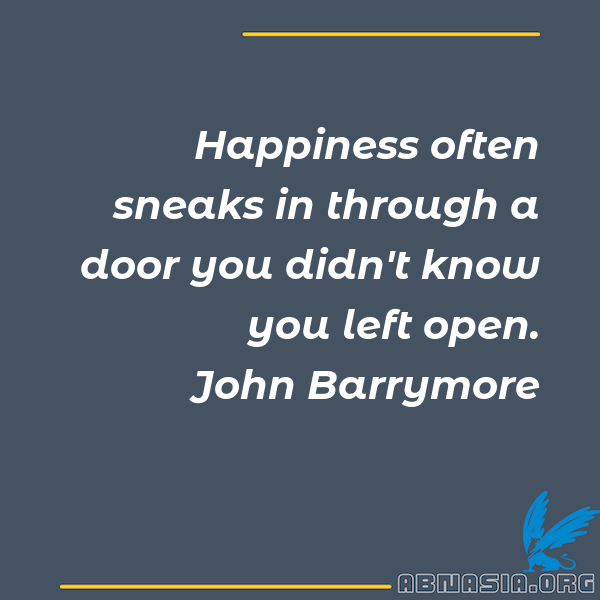 Happiness often
sneaks in through a
door you didn't know
you left open.
John Barrymore
ABNASIA.ORG